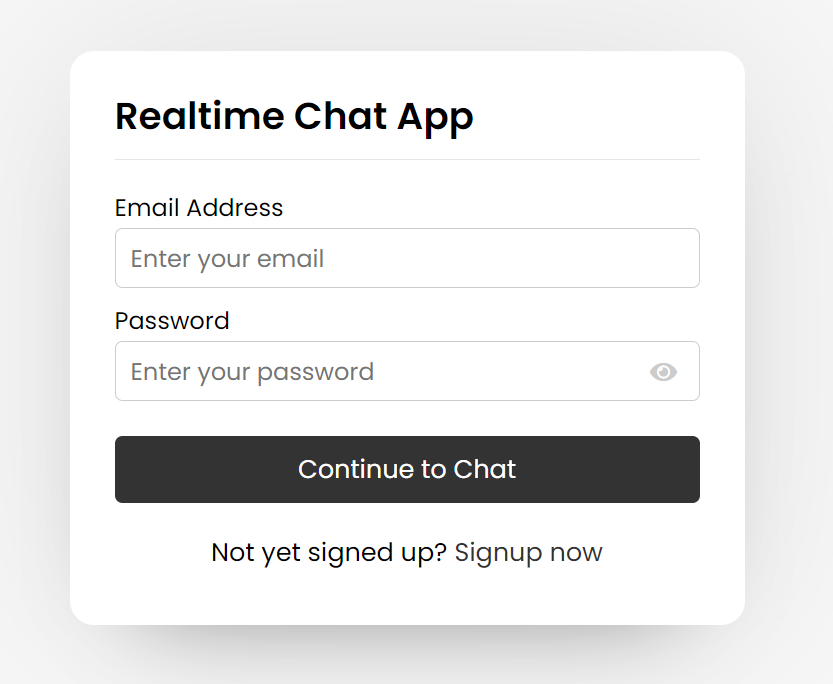 Realtime Chat App
Email Address
Enter your email
Password
Enter your password
Continue to Chat
Not yet signed up? Signup now